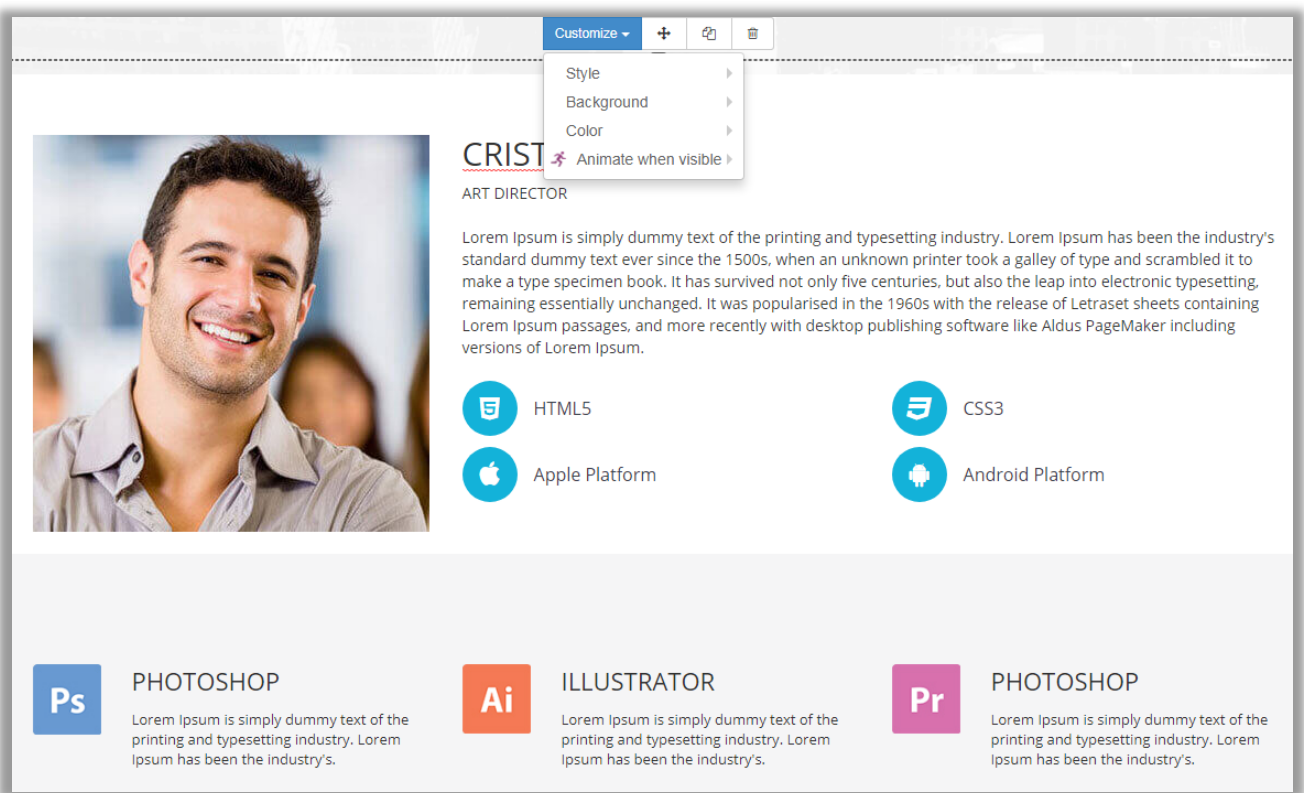 Customize
Style
Background
Color
Animate when visible
CRIST
ART DIRECTOR
Lorem Ipsum is simply dummy text of the printing and typesetting industry. Lorem Ipsum has been the industry's
standard dummy text ever since the 1500s, when an unknown printer took a galley of type and scrambled it to
make a type specimen book. It has survived not only five centuries, but also the leap into electronic typesetting,
remaining essentially unchanged. It was popularised in the 1960s with the release of Letraset sheets containing
Lorem Ipsum passages, and more recently with desktop publishing software like Aldus PageMaker including
versions of Lorem Ipsum.
HTML5
CSS3
Apple Platform
Android Platform
Ps
PHOTOSHOP
Lorem Ipsum is simply dummy text of the
printing and typesetting industry. Lorem
Ipsum has been the industry's.
Ai
ILLUSTRATOR
Lorem Ipsum is simply dummy text of the
printing and typesetting industry. Lorem
Ipsum has been the industry's.
Pr
PHOTOSHOP
Lorem Ipsum is simply dummy text of the
printing and typesetting industry. Lorem
Ipsum has been the industry's.